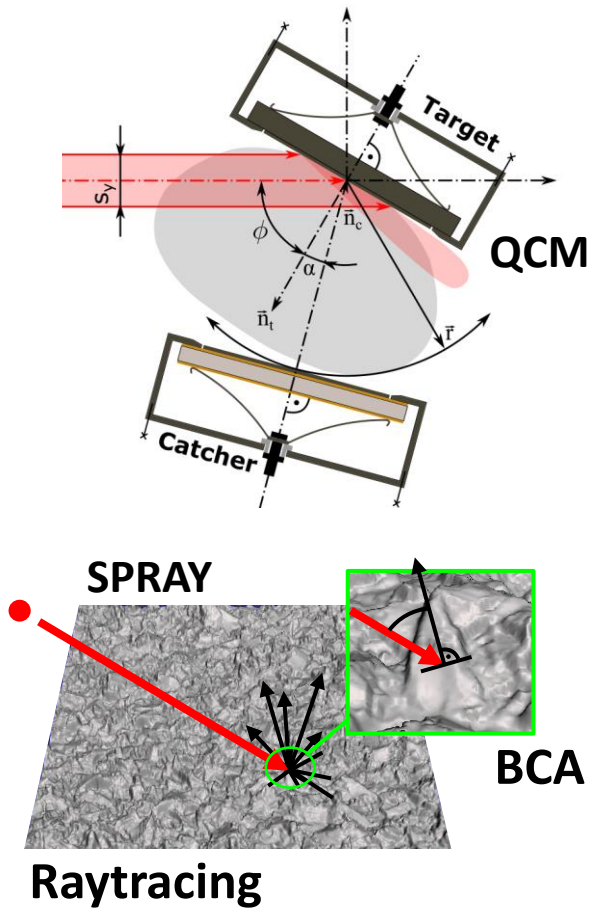 Target
s_y
n⃗_c
QCM
ϕ
α
n⃗_t
r⃗
Catcher
SPRAY
BCA
Raytracing